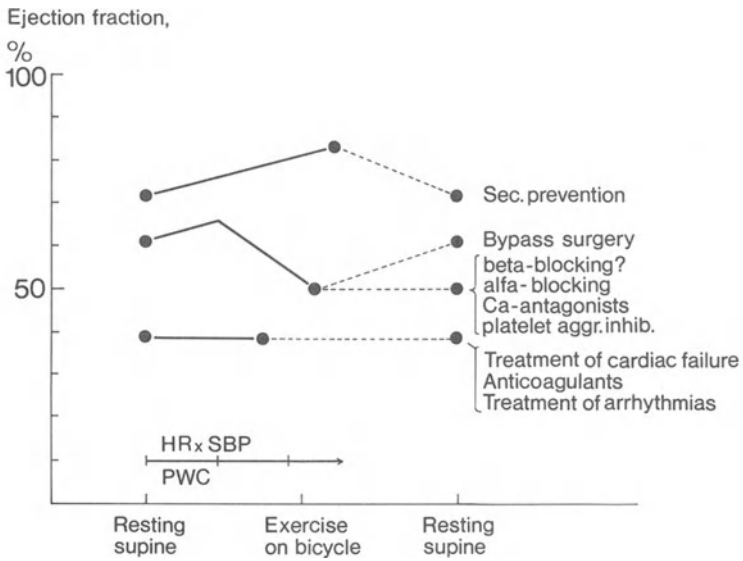 Ejection fraction,
%
100
Sec. prevention
Bypass surgery
beta-blocking?
50
alfa-blocking
Ca-antagonists
platelet aggr. inhib.
Treatment of cardiac failure
Anticoagulants
Treatment of arrhythmias
HR x SBP
PWC
Resting supine
Exercise on bicycle
Resting supine